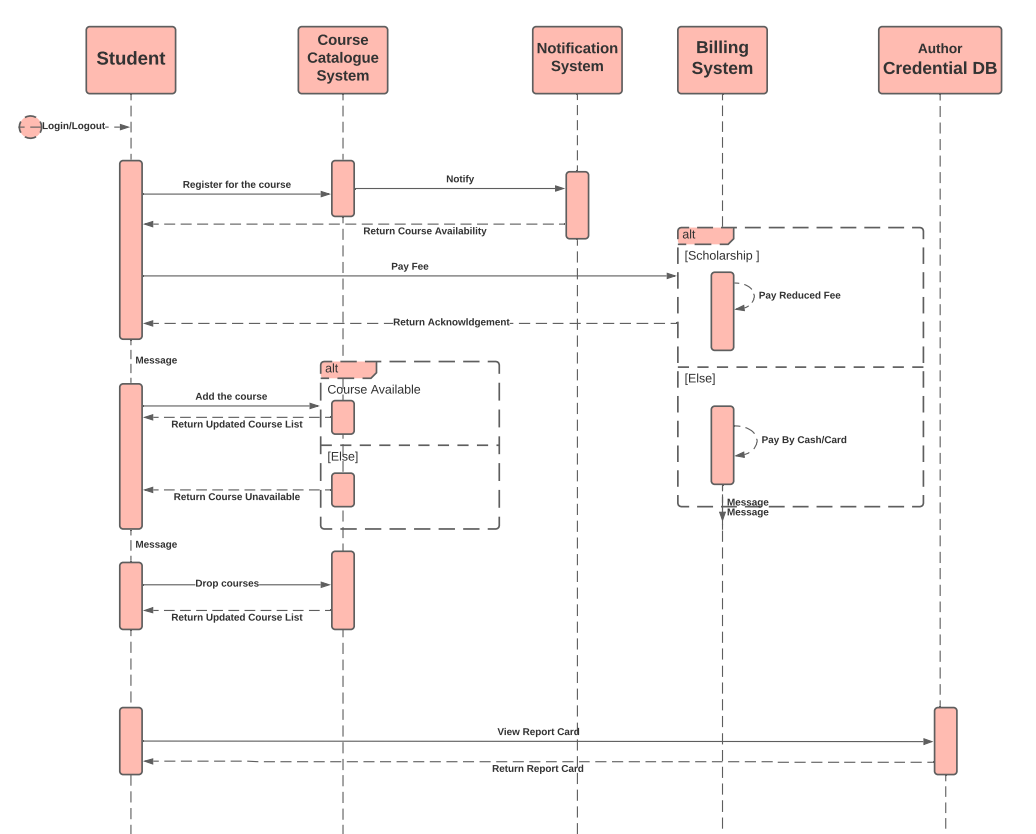 Student
Course
Catalogue
System
Notification
System
Billing
System
Author
Credential DB
Login/Logout
Register for the course
Notify
Return Course Availability
alt
[Scholarship ]
Pay Fee
Pay Reduced Fee
Return Acknowldgement
Message
alt
Course Available
[Else]
Add the course
Return Updated Course List
Pay By Cash/Card
[Else]
Return Course Unavailable
Message
Message
Message
Drop courses
Return Updated Course List
View Report Card
Return Report Card